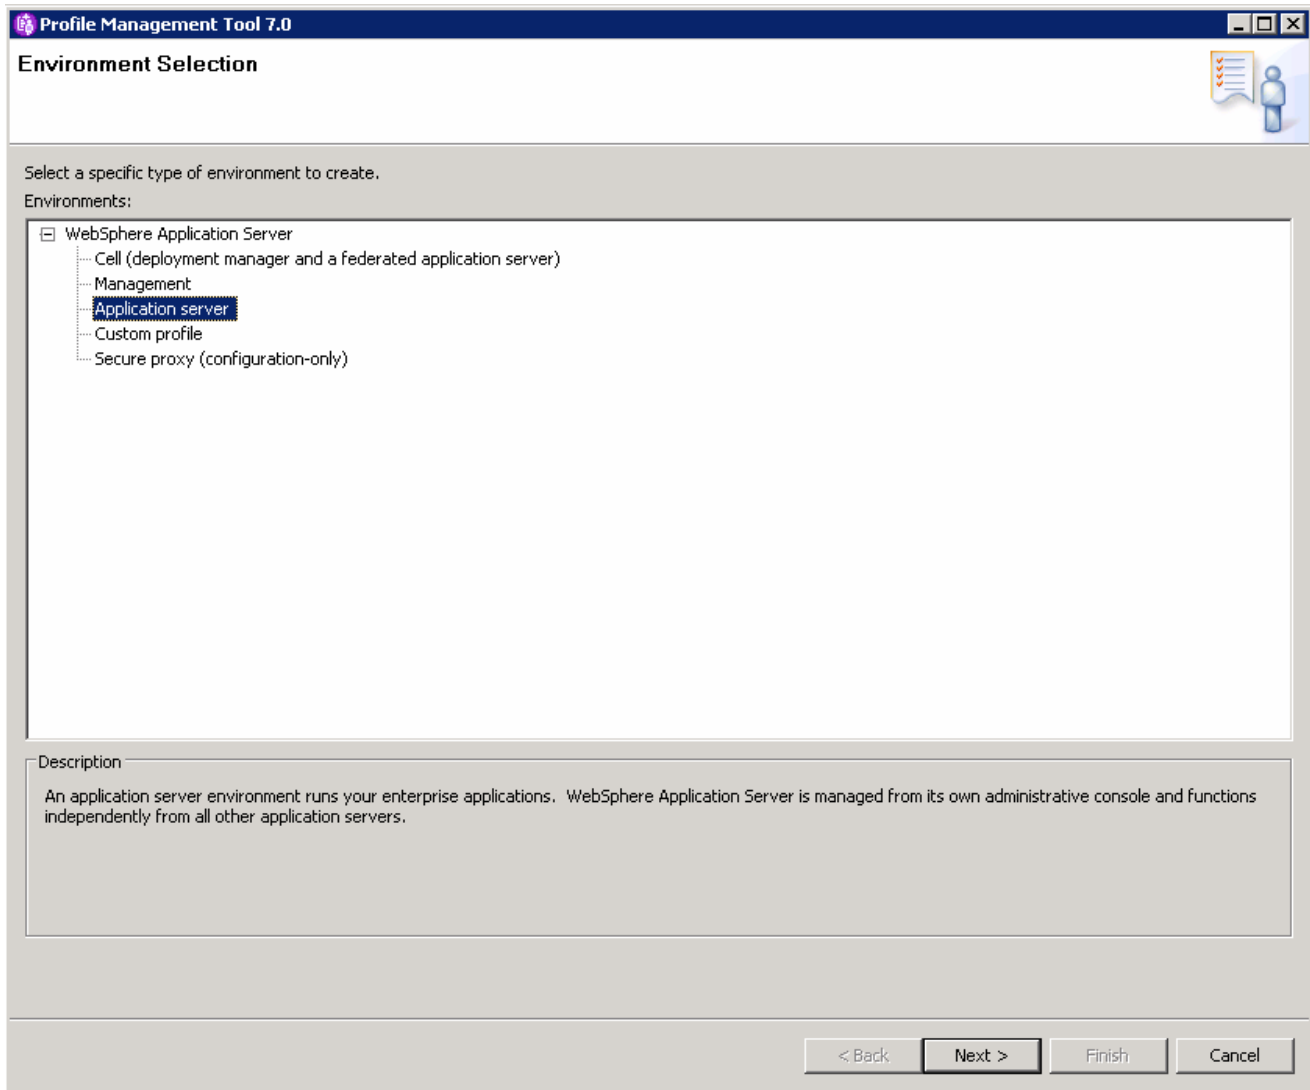 Profile Management Tool 7.0
Environment Selection
Select a specific type of environment to create.
Environments:
WebSphere Application Server
Cell (deployment manager and a federated application server)
Management
Application server
Custom profile
Secure proxy (configuration-only)
Description
An application server environment runs your enterprise applications.  WebSphere Application Server is managed from its own administrative console and functions
independently from all other application servers.
< Back
Next >
Finish
Cancel